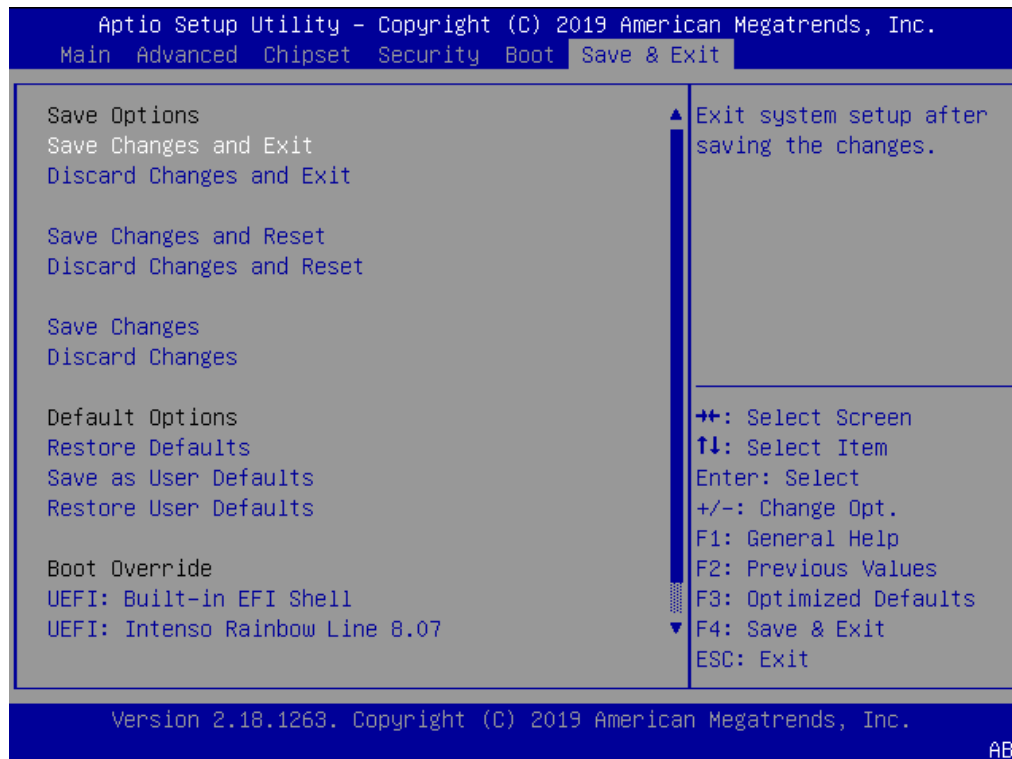 Aptio Setup Utility – Copyright (C) 2019 American Megatrends, Inc.
Main Advanced Chipset Security Boot Save & Exit
Save Options
Save Changes and Exit
Discard Changes and Exit
Save Changes and Reset
Discard Changes and Reset
Save Changes
Discard Changes
Default Options
Restore Defaults
Save as User Defaults
Restore User Defaults
Boot Override
UEFI: Built-in EFI Shell
UEFI: Intenso Rainbow Line 8.07
Exit system setup after
saving the changes.
→←: Select Screen
↑↓: Select Item
Enter: Select
+/-: Change Opt.
F1: General Help
F2: Previous Values
F3: Optimized Defaults
F4: Save & Exit
ESC: Exit
Version 2.18.1263. Copyright (C) 2019 American Megatrends, Inc.
AB